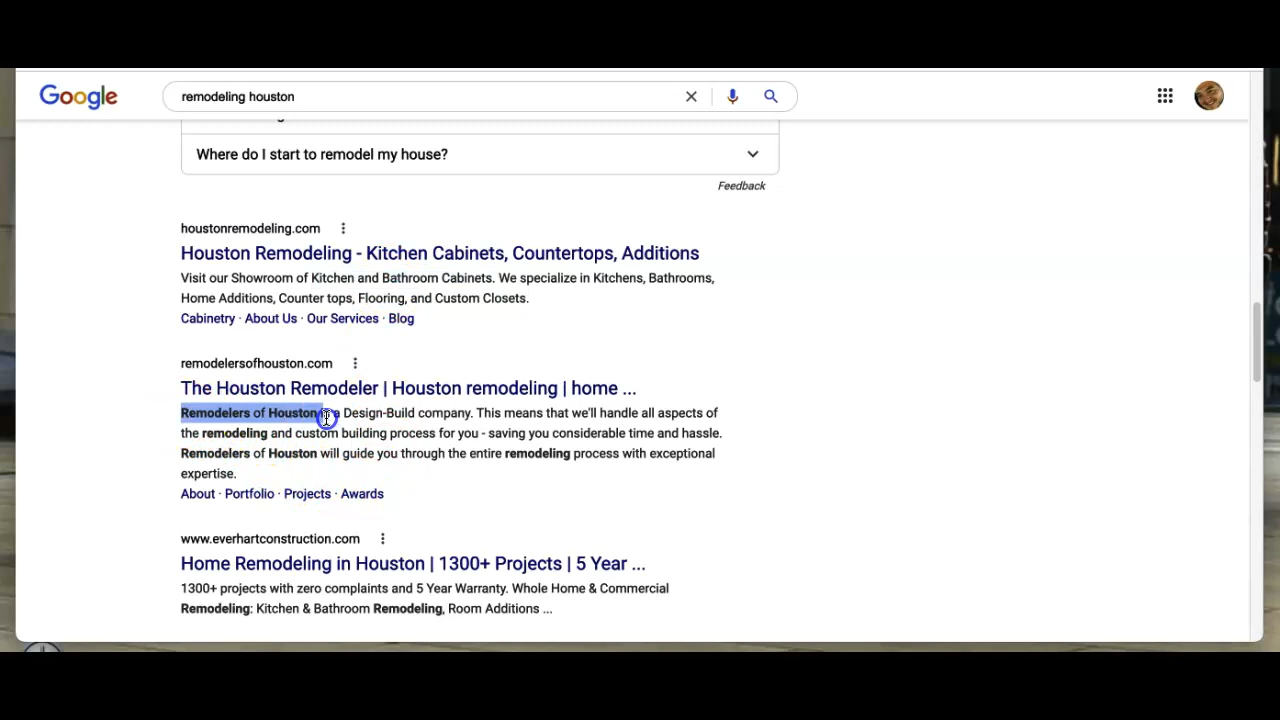 Google
remodeling houston
Where do I start to remodel my house?
Feedback
houstonremodeling.com
Houston Remodeling - Kitchen Cabinets, Countertops, Additions
Visit our Showroom of Kitchen and Bathroom Cabinets. We specialize in Kitchens, Bathrooms,
Home Additions, Counter tops, Flooring, and Custom Closets.
Cabinetry · About Us · Our Services · Blog
remodelersofhouston.com
The Houston Remodeler | Houston remodeling | home ...
Remodelers of Houston a Design-Build company. This means that we'll handle all aspects of
the remodeling and custom building process for you - saving you considerable time and hassle.
Remodelers of Houston will guide you through the entire remodeling process with exceptional
expertise.
About · Portfolio · Projects · Awards
www.everhartconstruction.com
Home Remodeling in Houston | 1300+ Projects | 5 Year ...
1300+ projects with zero complaints and 5 Year Warranty. Whole Home & Commercial
Remodeling: Kitchen & Bathroom Remodeling, Room Additions ...